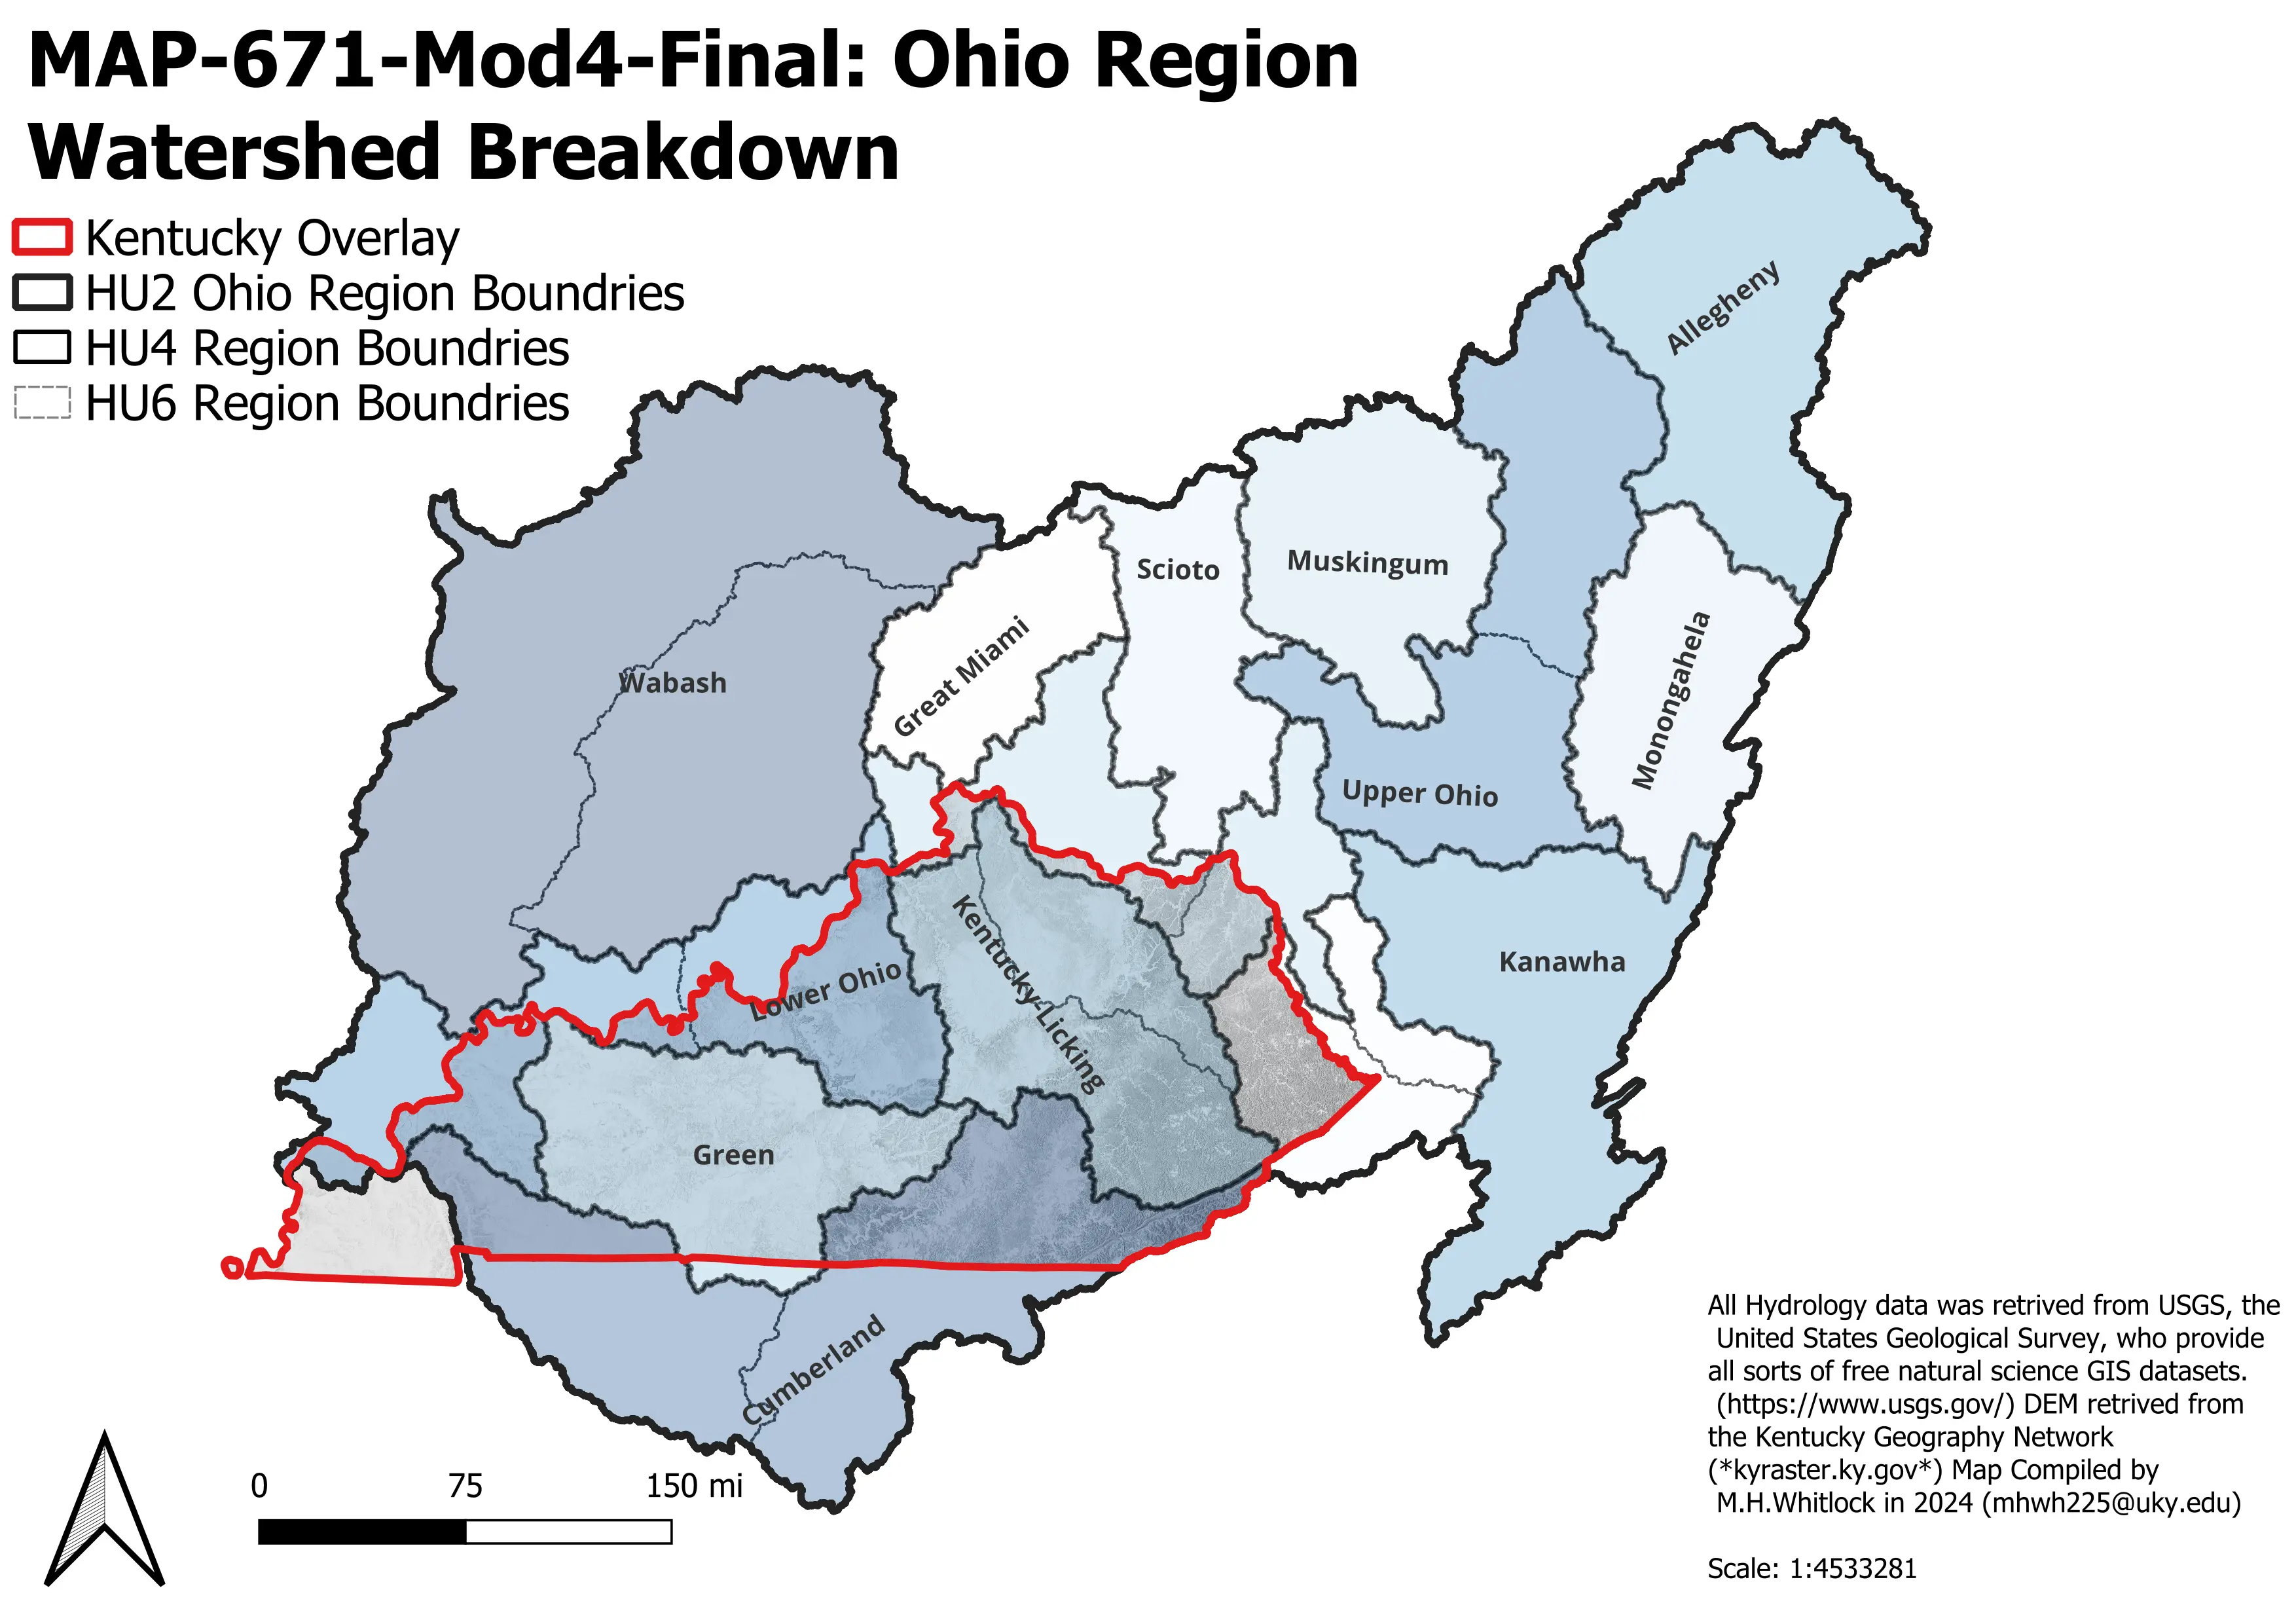 MAP-671-Mod4-Final: Ohio Region
Watershed Breakdown
Kentucky Overlay
HU2 Ohio Region Boundries
HU4 Region Boundries
HU6 Region Boundries
Allegheny
Scioto
Muskingum
Wabash
Great Miami
Monongahela
Upper Ohio
Kentucky-Licking
Kanawha
Lower Ohio
Green
Cumberland
0 75 150 mi
All Hydrology data was retrived from USGS, the
United States Geological Survey, who provide
all sorts of free natural science GIS datasets.
(https://www.usgs.gov/) DEM retrived from
the Kentucky Geography Network
(*kyraster.ky.gov*) Map Compiled by
M.H.Whitlock in 2024 (mhwh225@uky.edu)
Scale: 1:4533281